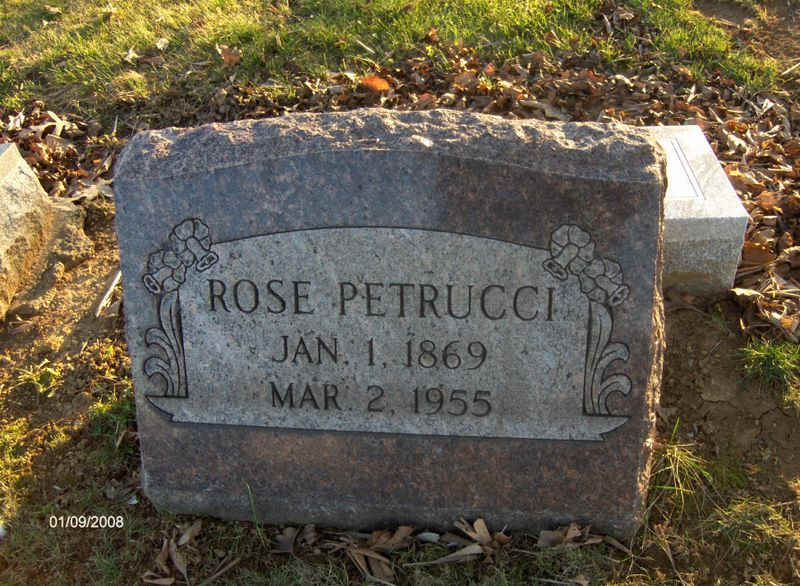 ROSE PETRUCCI
JAN. 1, 1869
MAR. 2, 1955
01/09/2008